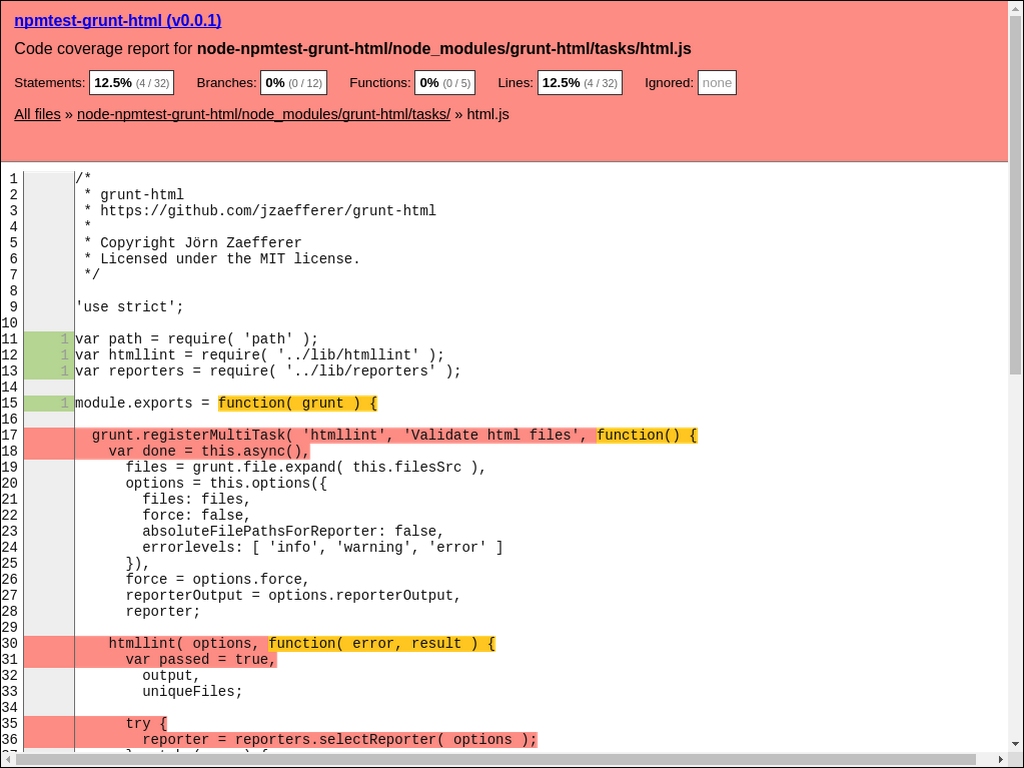 npmtest-grunt-html (v0.0.1)
Code coverage report for node-npmtest-grunt-html/node_modules/grunt-html/tasks/html.js
Statements: 12.5% (4 / 32) Branches: 0% (0 / 12) Functions: 0% (0 / 5) Lines: 12.5% (4 / 32) Ignored: none
All files » node-npmtest-grunt-html/node_modules/grunt-html/tasks/ » html.js
1 /*
2  * grunt-html
3  * https://github.com/jzaefferer/grunt-html
4  *
5  * Copyright Jörn Zaefferer
6  * Licensed under the MIT license.
7  */
8
9 'use strict';
10
11 1 var path = require( 'path' );
12 1 var htmllint = require( '../lib/htmllint' );
13 1 var reporters = require( '../lib/reporters' );
14
15 1 module.exports = function( grunt ) {
16
17   grunt.registerMultiTask( 'htmllint', 'Validate html files', function() {
18     var done = this.async(),
19       files = grunt.file.expand( this.filesSrc ),
20       options = this.options({
21         files: files,
22         force: false,
23         absoluteFilePathsForReporter: false,
24         errorlevels: [ 'info', 'warning', 'error' ]
25       }),
26       force = options.force,
27       reporterOutput = options.reporterOutput,
28       reporter;
29
30     htmllint( options, function( error, result ) {
31       var passed = true,
32         output,
33         uniqueFiles;
34
35       try {
36         reporter = reporters.selectReporter( options );